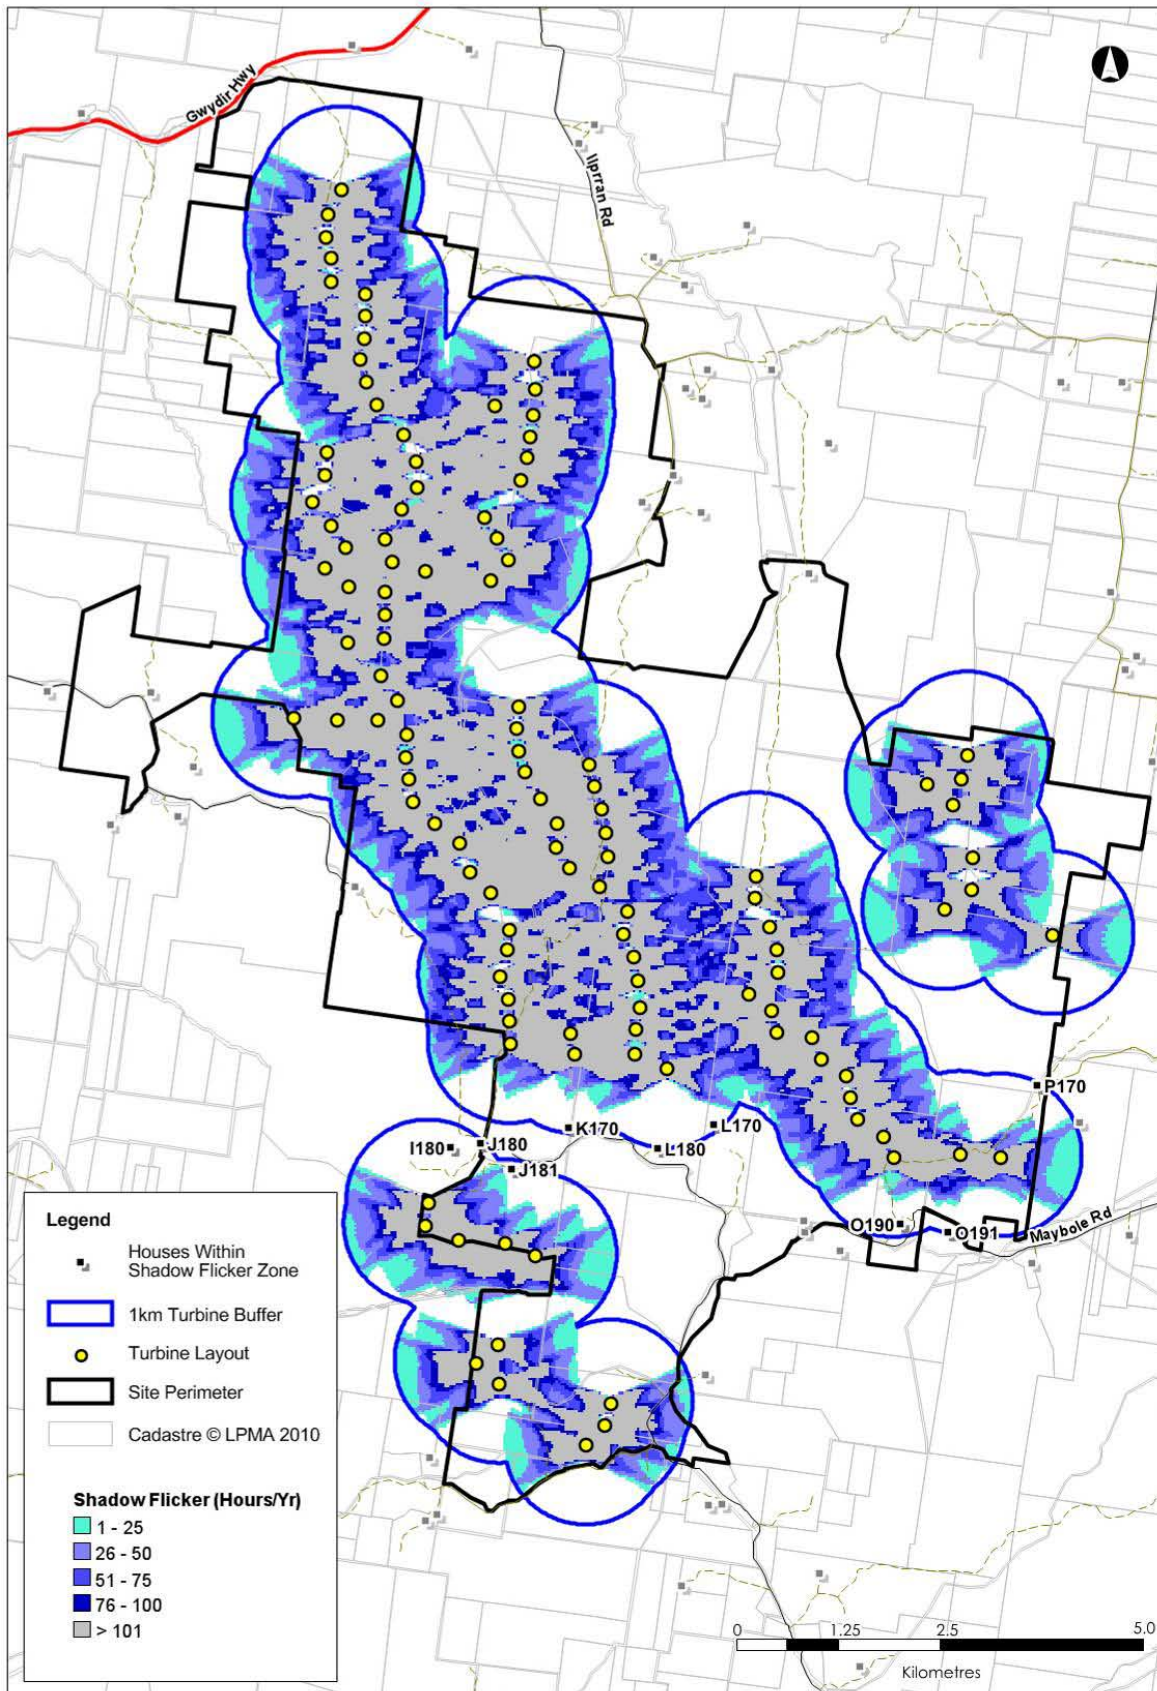 Gwydir Hwy
Ilprran Rd
P170
K170
L170
I180
J180
L180
J181
O190
O191
Maybole Rd
Legend
Houses Within
Shadow Flicker Zone
1km Turbine Buffer
Turbine Layout
Site Perimeter
Cadastre © LPMA 2010
Shadow Flicker (Hours/Yr)
1 - 25
26 - 50
51 - 75
76 - 100
> 101
0 1.25 2.5 5.0
Kilometres